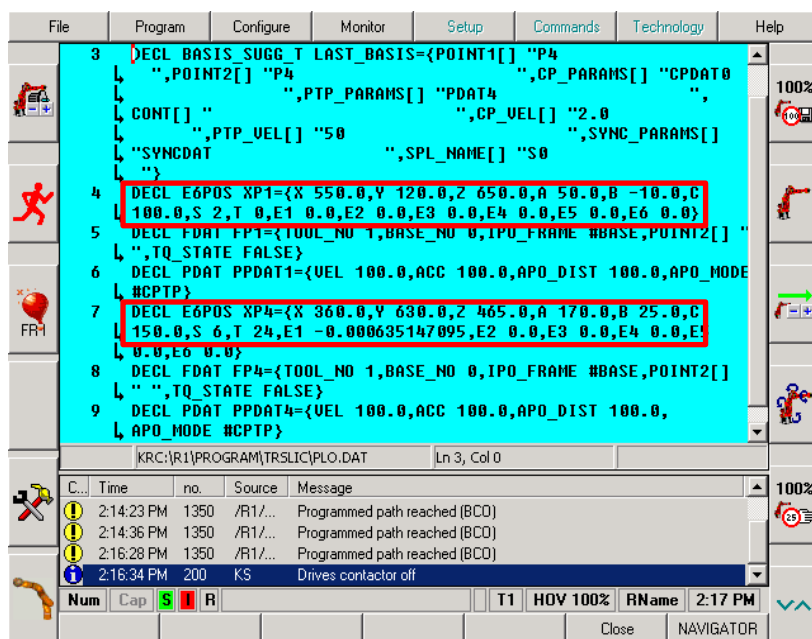 File Program Configure Monitor Setup Commands Technology Help
3 DECL BASIS_SUGG_T LAST_BASIS={POINT1[] "P4
",POINT2[] "P4 ",CP_PARAMS[] "CPDAT0
",PTP_PARAMS[] "PDAT4 ",
CONT[] " ",CP_VEL[] "2.0
",PTP_VEL[] "50 ",SYNC_PARAMS[]
"SYNCDAT ",SPL_NAME[] "S0
"}
4 DECL E6POS XP1={X 550.0,Y 120.0,Z 650.0,A 50.0,B -10.0,C
100.0,S 2,T 0,E1 0.0,E2 0.0,E3 0.0,E4 0.0,E5 0.0,E6 0.0}
5 DECL FDAT FP1={TOOL_NO 1,BASE_NO 0,IPO_FRAME #BASE,POINT2[] "
",TQ_STATE FALSE}
6 DECL PDAT PPDAT1={VEL 100.0,ACC 100.0,APO_DIST 100.0,APO_MODE
#CPTP}
7 DECL E6POS XP4={X 360.0,Y 630.0,Z 465.0,A 170.0,B 25.0,C
150.0,S 6,T 24,E1 -0.000635147095,E2 0.0,E3 0.0,E4 0.0,E5
0.0,E6 0.0}
8 DECL FDAT FP4={TOOL_NO 1,BASE_NO 0,IPO_FRAME #BASE,POINT2[]
" ",TQ_STATE FALSE}
9 DECL PDAT PPDAT4={VEL 100.0,ACC 100.0,APO_DIST 100.0,
APO_MODE #CPTP}
KRC:\R1\PROGRAM\TRSLIC\PLO.DAT Ln 3, Col 0
C... Time no. Source Message
2:14:23 PM 1350 /R1/... Programmed path reached (BCO)
2:14:36 PM 1350 /R1/... Programmed path reached (BCO)
2:16:28 PM 1350 /R1/... Programmed path reached (BCO)
2:16:34 PM 200 KS Drives contactor off
Num Cap S I R T1 HOV 100% RName 2:17 PM
Close NAVIGATOR
FR1
100%
100
100%
25